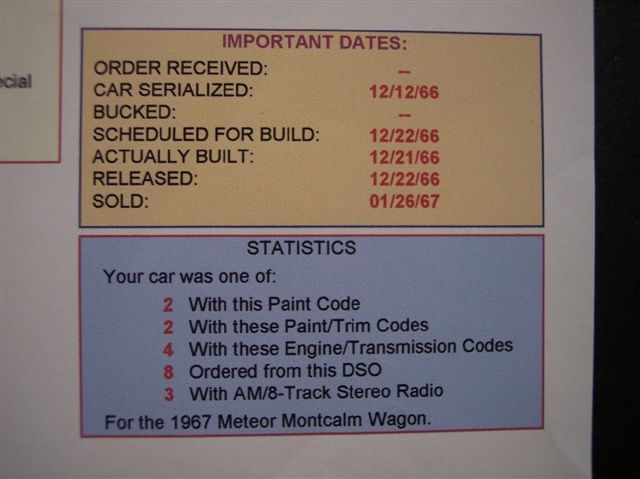 ecial
IMPORTANT DATES:
ORDER RECEIVED: --
CAR SERIALIZED: 12/12/66
BUCKED: --
SCHEDULED FOR BUILD: 12/22/66
ACTUALLY BUILT: 12/21/66
RELEASED: 12/22/66
SOLD: 01/26/67
STATISTICS
Your car was one of:
2 With this Paint Code
2 With these Paint/Trim Codes
4 With these Engine/Transmission Codes
8 Ordered from this DSO
3 With AM/8-Track Stereo Radio
For the 1967 Meteor Montcalm Wagon.